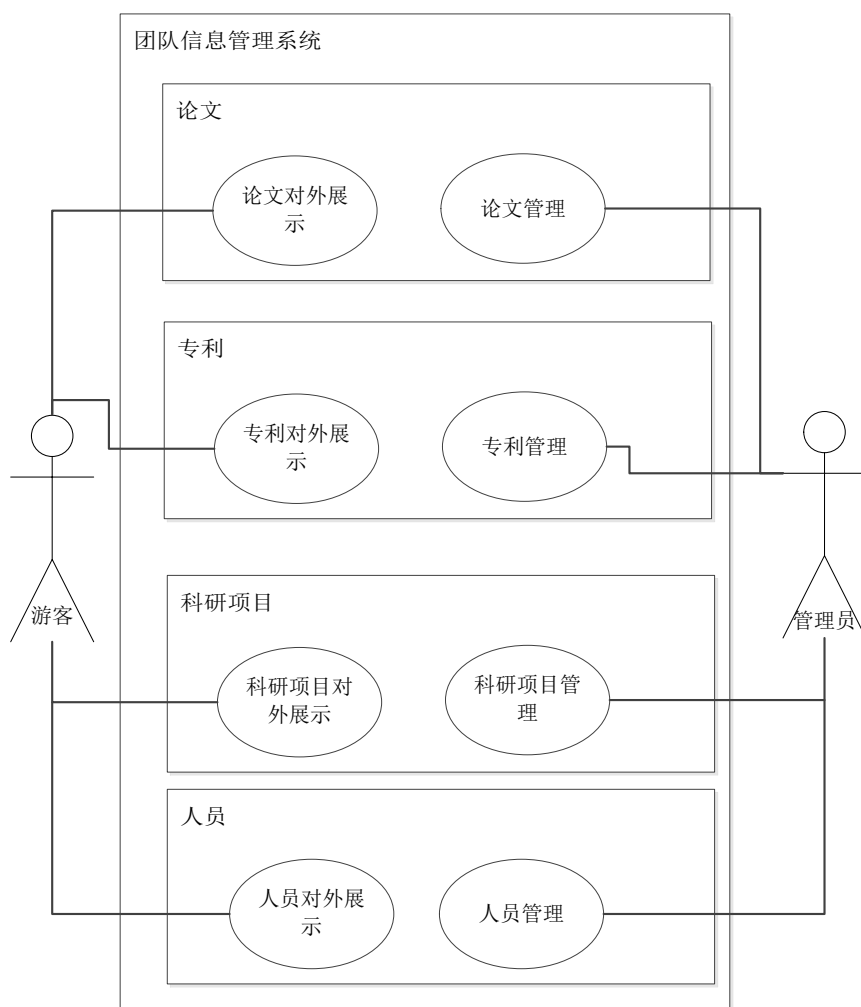 团队信息管理系统
论文
论文对外展
示
论文管理
专利
专利对外展
示
专利管理
游客
管理员
科研项目
科研项目对
外展示
科研项目管
理
人员
人员对外展
示
人员管理